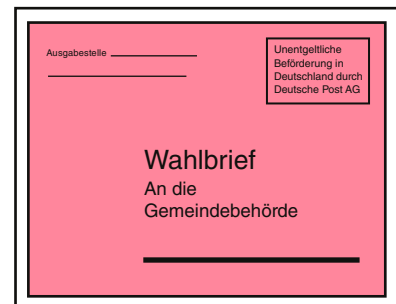 Ausgabestelle
Unentgeltliche
Beförderung in
Deutschland durch
Deutsche Post AG
Wahlbrief
An die
Gemeindebehörde